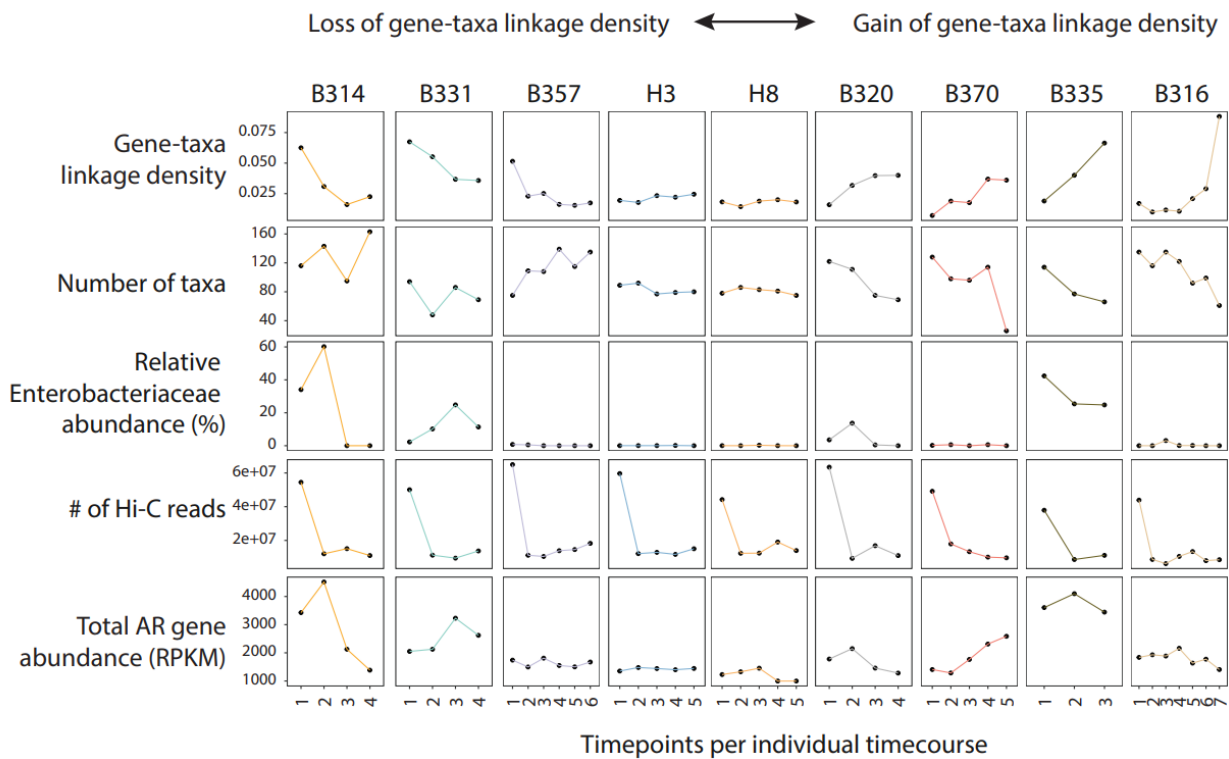 Loss of gene-taxa linkage density Gain of gene-taxa linkage density
B314 B331 B357 H3 H8 B320 B370 B335 B316
Gene-taxa
linkage density
0.075
0.050
0.025
Number of taxa
160
120
80
40
Relative
Enterobacteriaceae
abundance (%)
60
40
20
0
# of Hi-C reads
6e+07
4e+07
2e+07
Total AR gene
abundance (RPKM)
4000
3000
2000
1000
1 2 3 4 1 2 3 4 1 2 3 4 5 6 1 2 3 4 5 1 2 3 4 5 1 2 3 4 1 2 3 4 5 1 2 3 1 2 3 4 5 6 7
Timepoints per individual timecourse